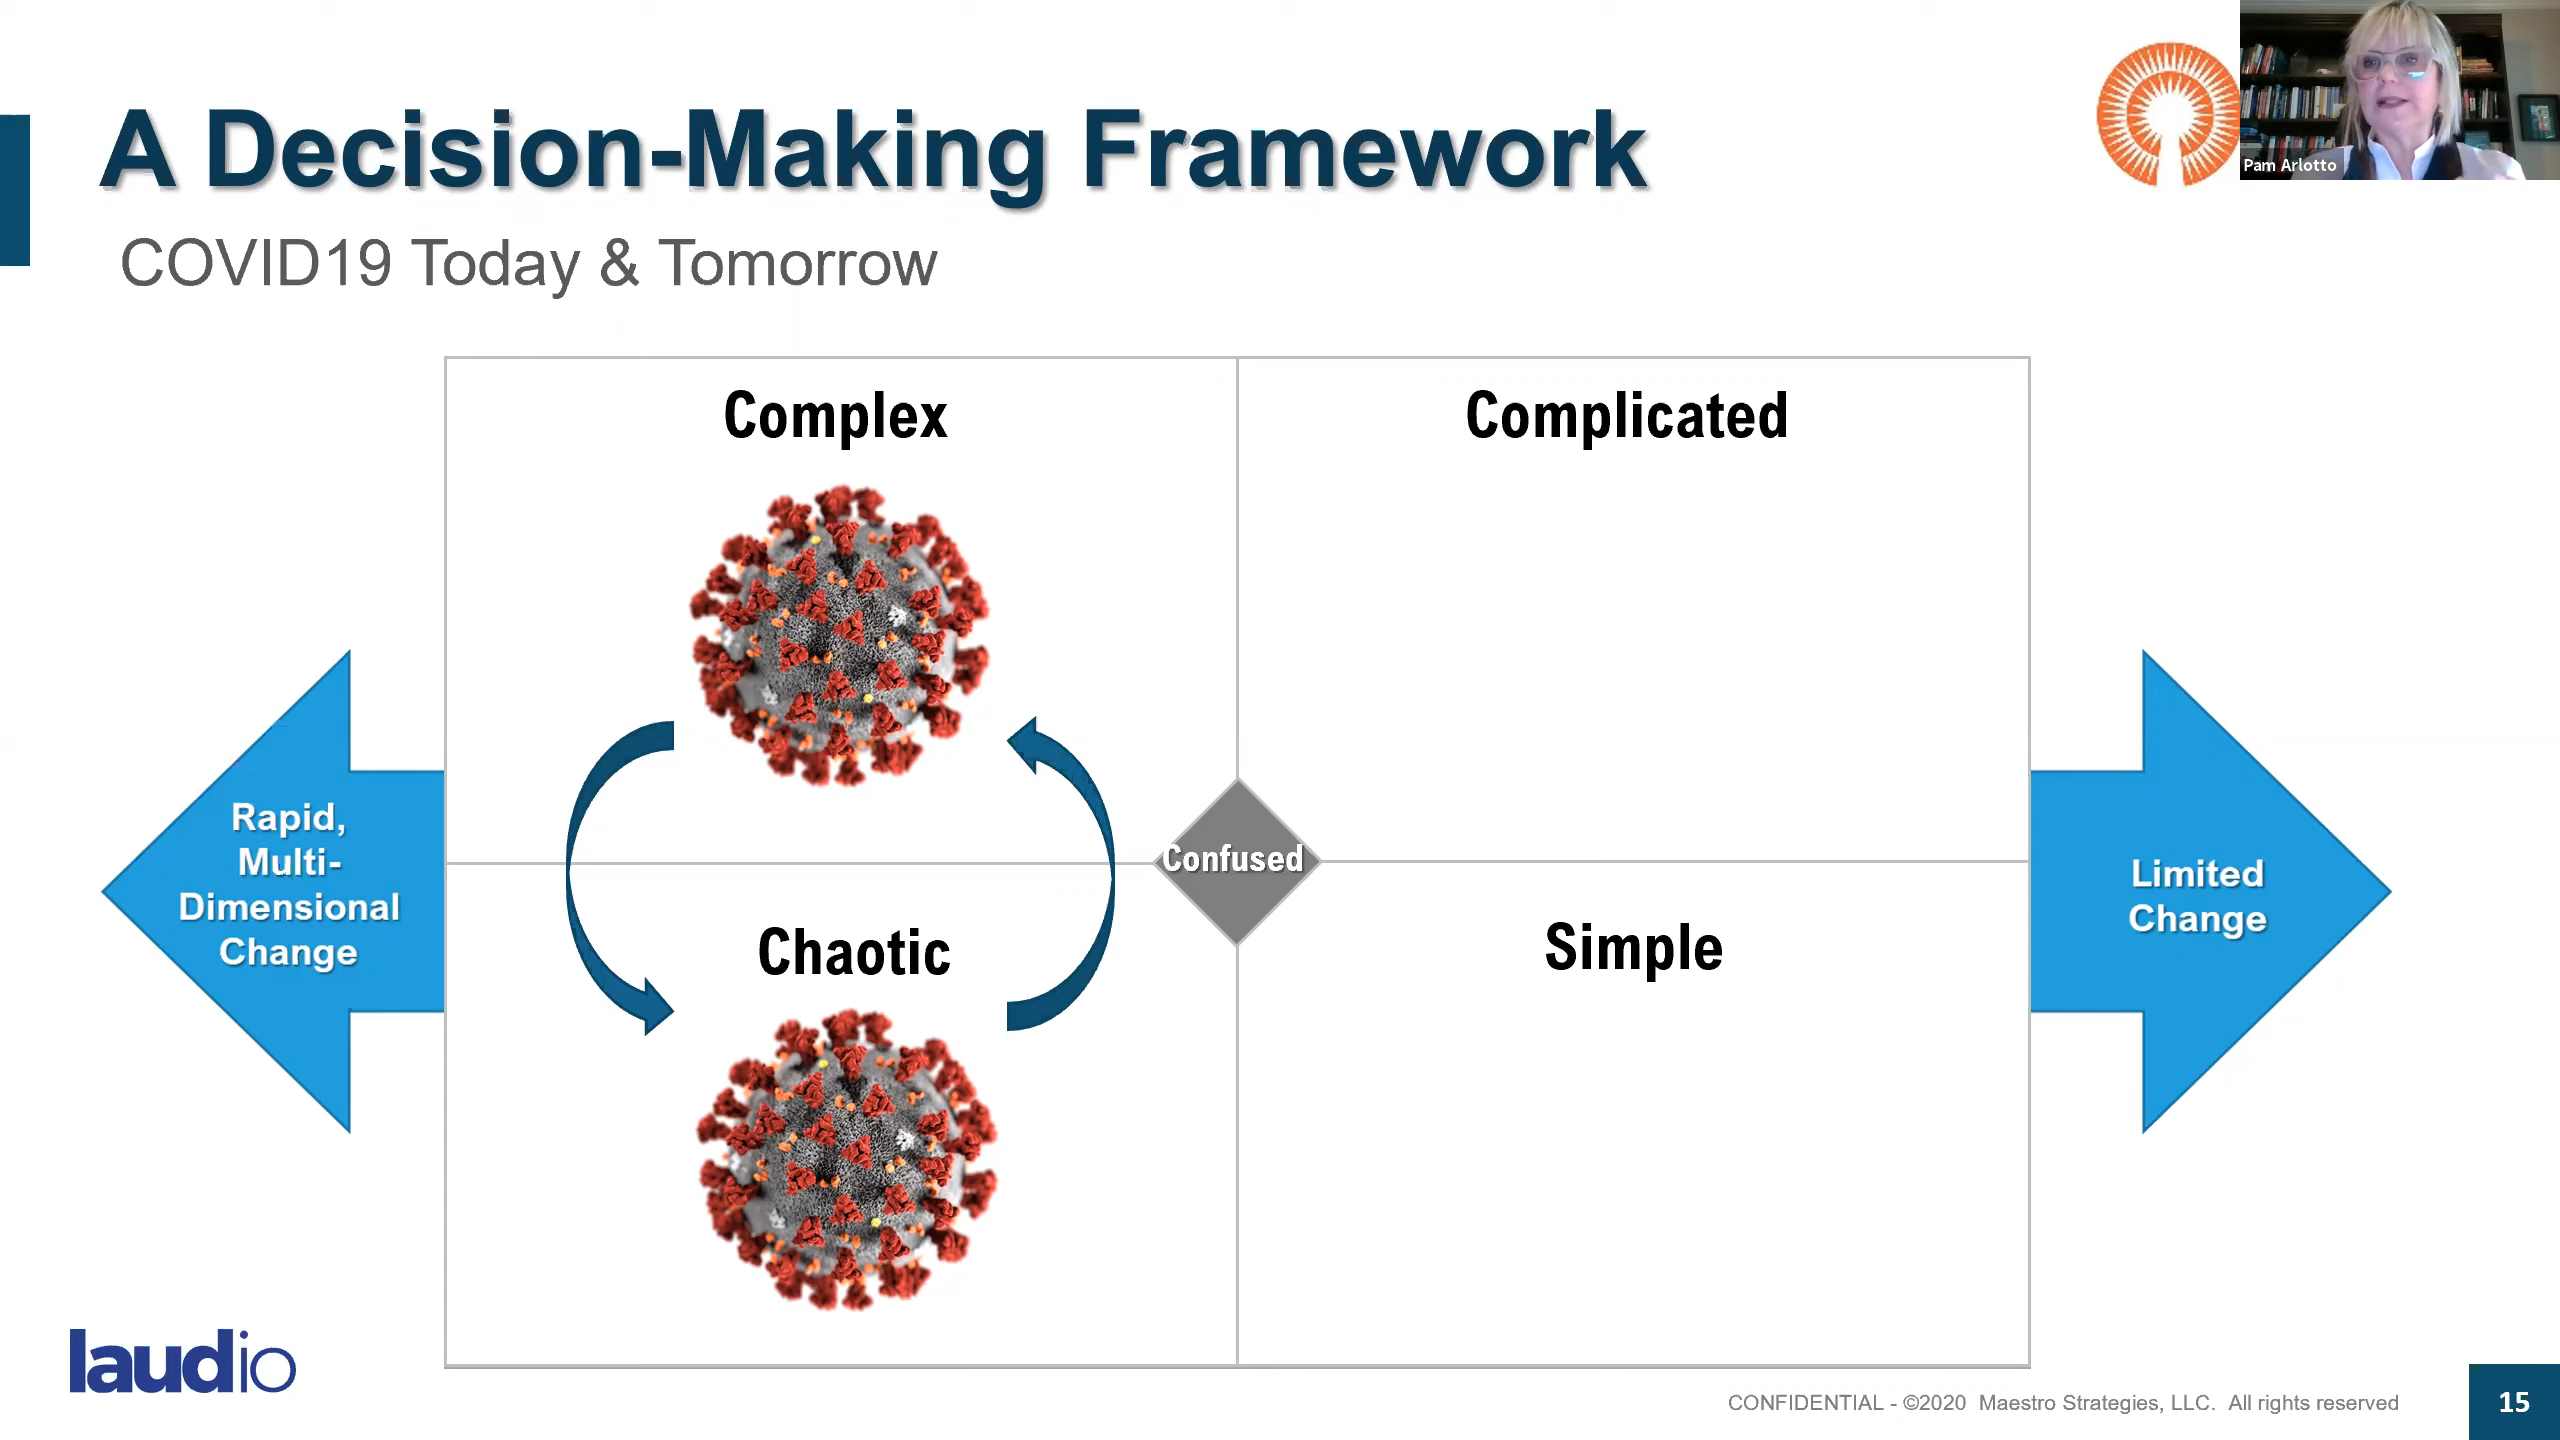 A Decision-Making Framework
COVID19 Today & Tomorrow
Pam Arlotto
Complex
Complicated
Rapid,
Multi-
Dimensional
Change
Confused
Limited
Change
Chaotic
Simple
laudio
CONFIDENTIAL - ©2020 Maestro Strategies, LLC. All rights reserved
15